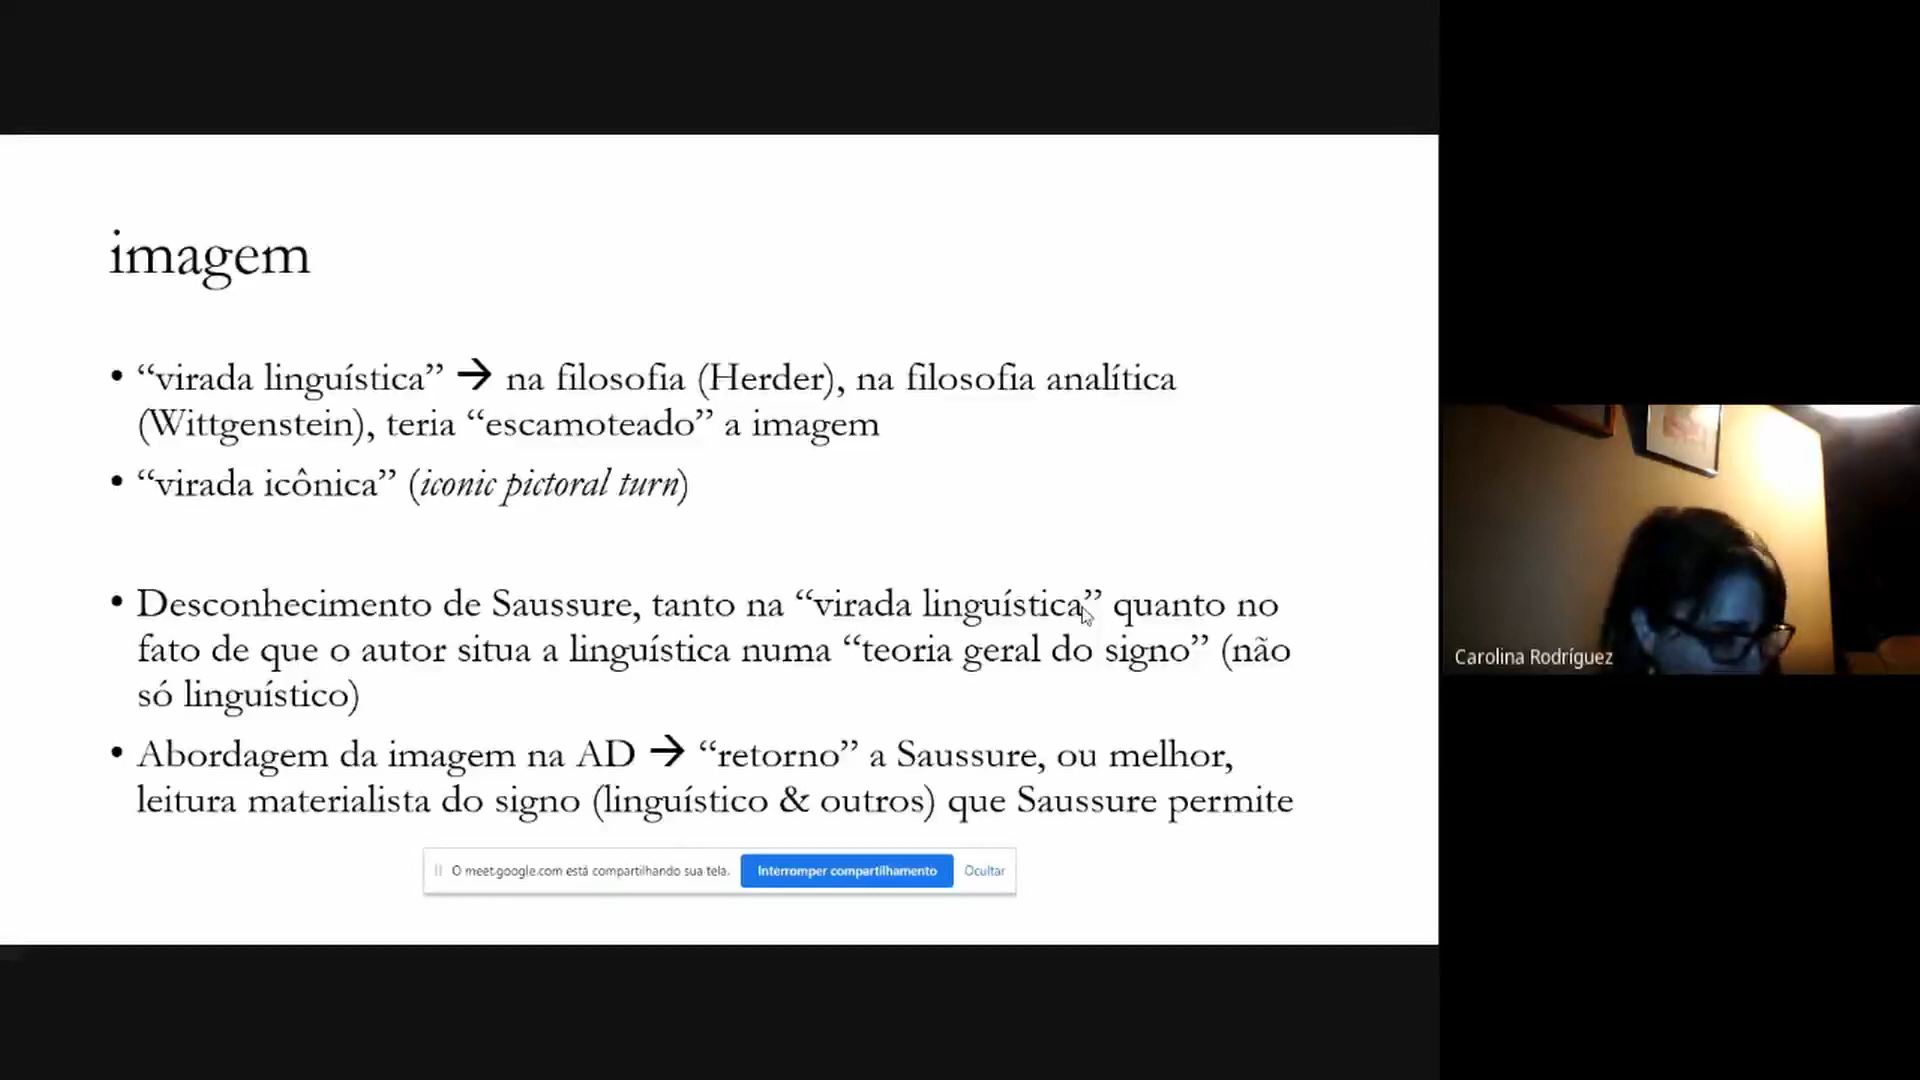 imagem
• “virada linguística” → na filosofia (Herder), na filosofia analítica
(Wittgenstein), teria “escamoteado” a imagem
• “virada icônica” (iconic pictoral turn)
• Desconhecimento de Saussure, tanto na “virada linguística” quanto no
fato de que o autor situa a linguística numa “teoria geral do signo” (não
só linguístico)
• Abordagem da imagem na AD → “retorno” a Saussure, ou melhor,
leitura materialista do signo (linguístico & outros) que Saussure permite
O meet.google.com está compartilhando sua tela. Interromper compartilhamento Ocultar
Carolina Rodríguez